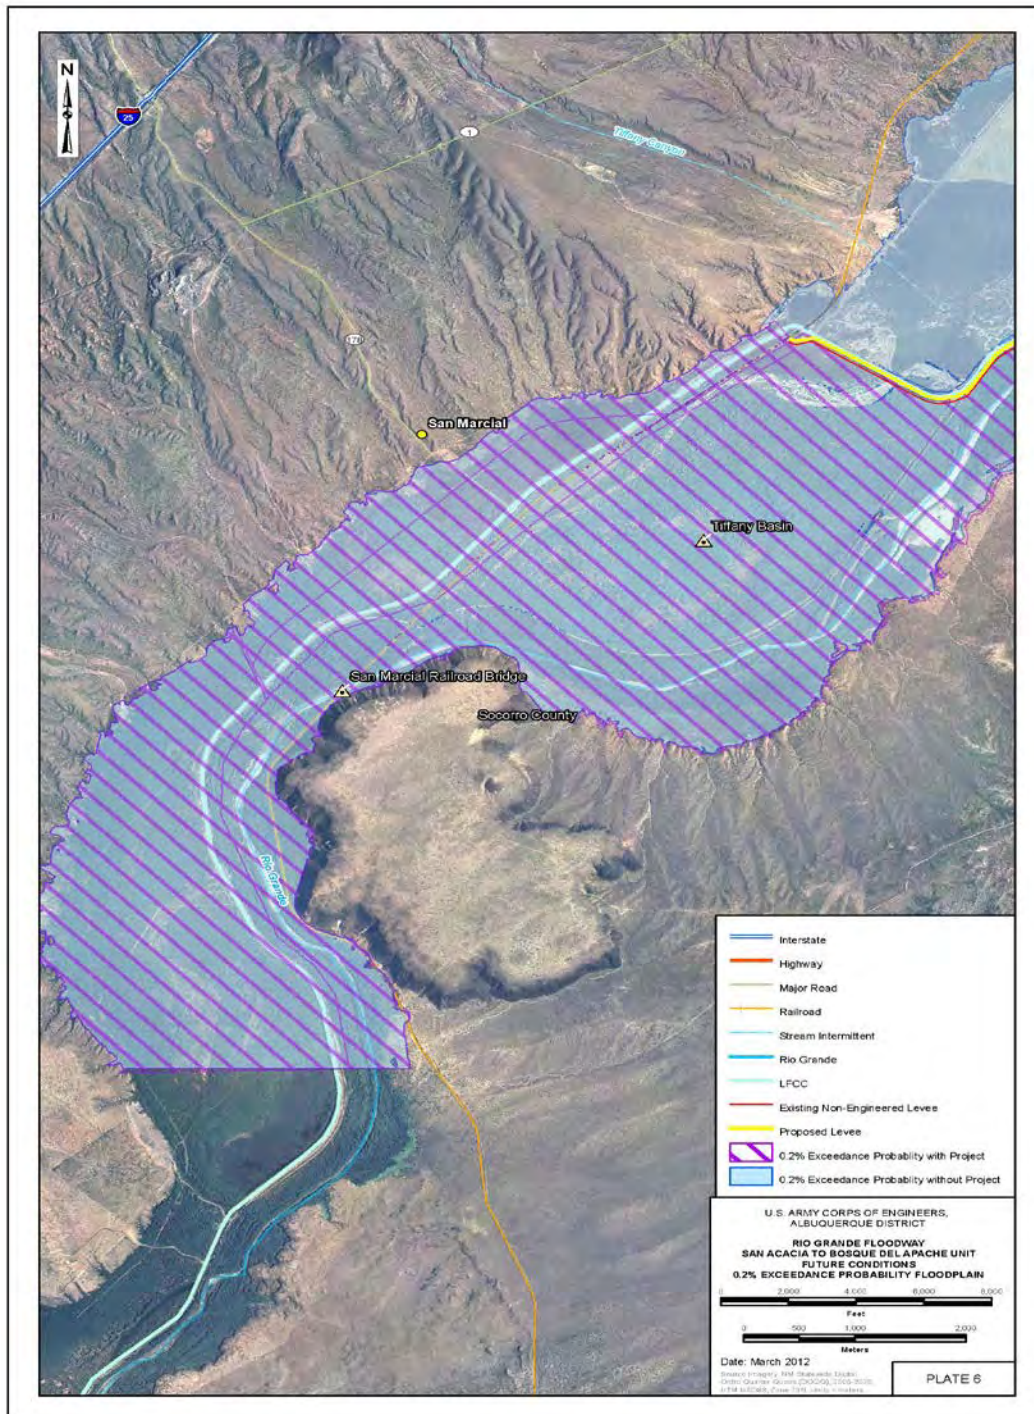 N
25
1
Tiffany Canyon
178
San Marcial
Tiffany Basin
San Marcial Railroad Bridge
Socorro County
Rio Grande
Interstate
Highway
Major Road
Railroad
Stream Intermittent
Rio Grande
LFCC
Existing Non-Engineered Levee
Proposed Levee
0.2% Exceedance Probablity with Project
0.2% Exceedance Probablity without Project
U.S. ARMY CORPS OF ENGINEERS,
ALBUQUERQUE DISTRICT
RIO GRANDE FLOODWAY
SAN ACACIA TO BOSQUE DEL APACHE UNIT
FUTURE CONDITIONS
0.2% EXCEEDANCE PROBABILITY FLOODPLAIN
0 2,000 4,000 6,000 8,000
Feet
0 500 1,000 2,000
Meters
Date: March 2012
PLATE 6